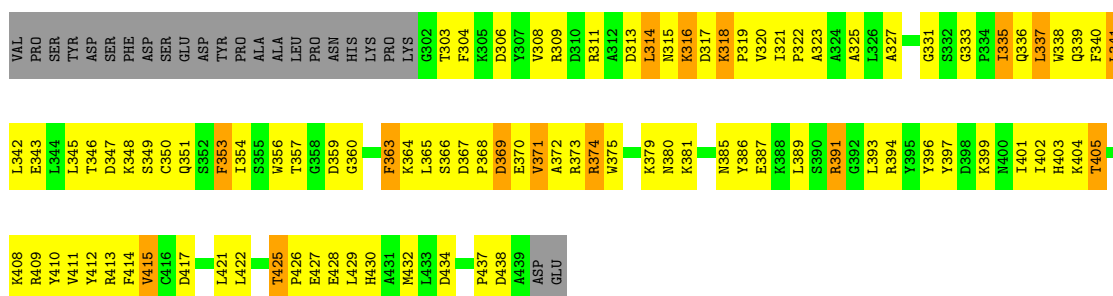 VAL PRO SER TYR ASP SER PHE ASP SER GLU ASP TYR PRO ALA ALA LEU PRO ASN HIS LYS PRO LYS G302 T303 F304 K305 D306 Y307 V308 R309 D310 R311 A312 D313 L314 N315 K316 D317 K318 P319 V320 I321 P322 A323 A324 A325 L326 A327 G331 S332 G333 P334 I335 Q336 L337 W338 Q339 F340 L341
L342 E343 L344 L345 T346 D347 K348 S349 C350 Q351 S352 F353 I354 S355 W356 T357 G358 D359 G360 F363 K364 L365 S366 D367 P368 D369 E370 V371 A372 R373 R374 W375 K379 N380 K381 N385 Y386 E387 K388 L389 S390 R391 G392 L393 R394 Y395 Y396 Y397 D398 K399 N400 I401 I402 H403 K404 T405
K408 R409 Y410 V411 Y412 R413 F414 V415 C416 D417 L421 L422 T425 P426 E427 E428 L429 H430 A431 M432 L433 D434 P437 D438 A439 ASP GLU